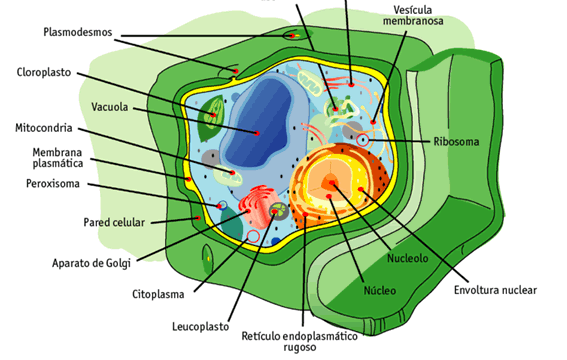 Vesícula
membranosa
Plasmodesmos
Cloroplasto
Vacuola
Mitocondria
Ribosoma
Membrana
plasmática
Peroxisoma
Pared celular
Nucleolo
Aparato de Golgi
Núcleo
Envoltura nuclear
Citoplasma
Leucoplasto
Retículo endoplasmático
rugoso